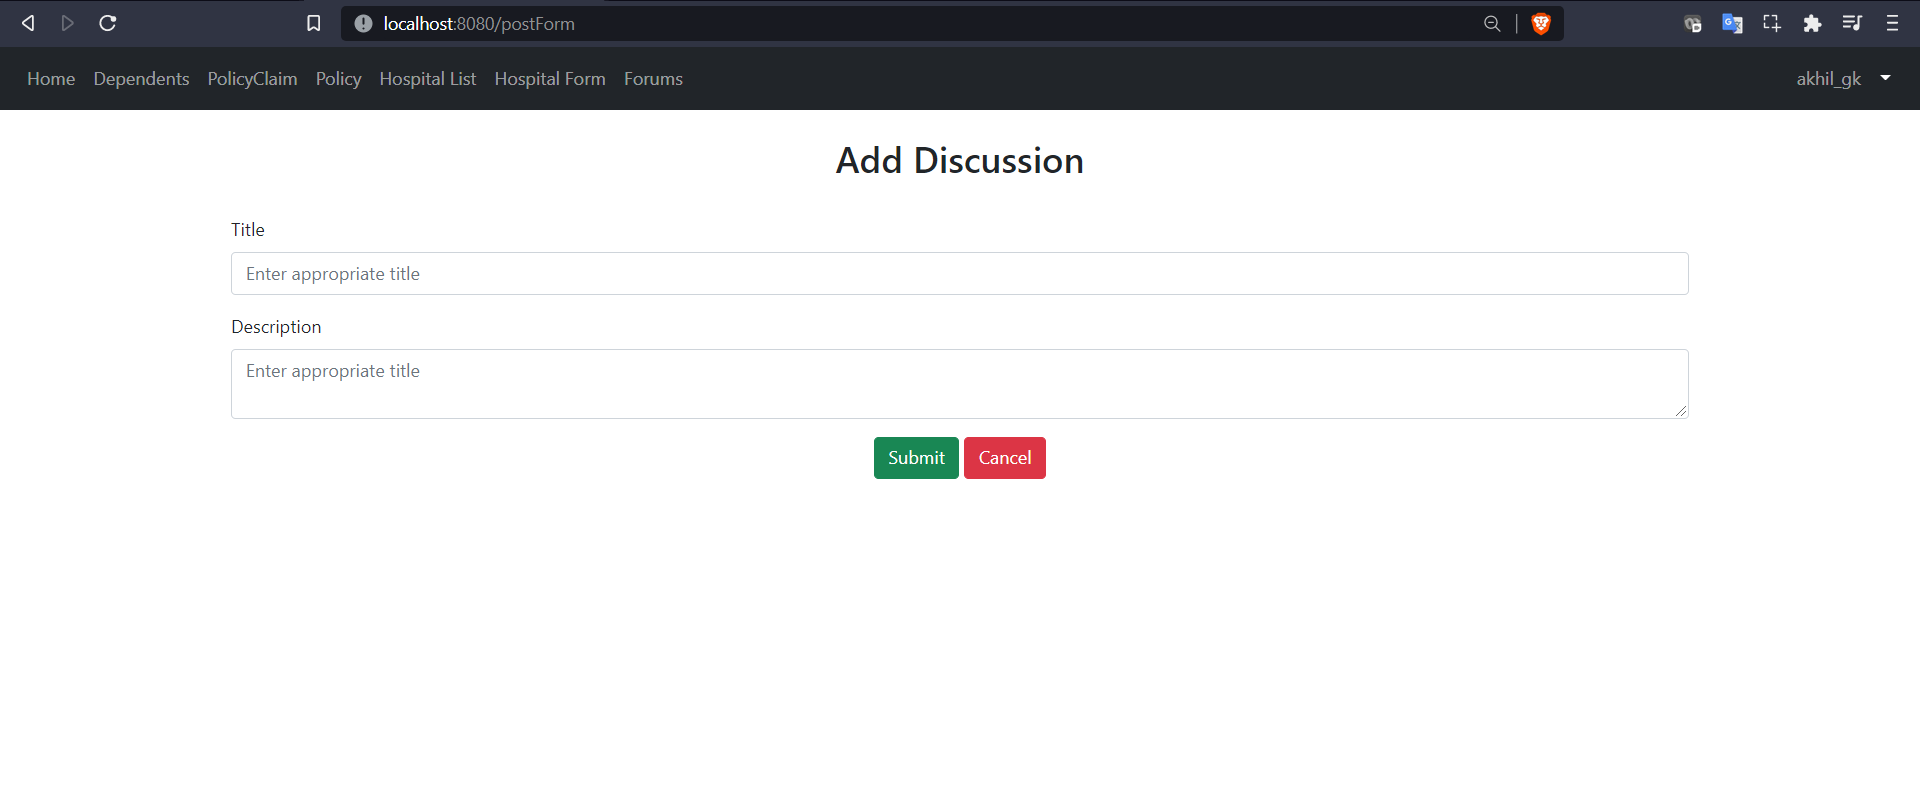 localhost:8080/postForm
Home Dependents PolicyClaim Policy Hospital List Hospital Form Forums akhil_gk
Add Discussion
Title
Enter appropriate title
Description
Enter appropriate title
Submit Cancel